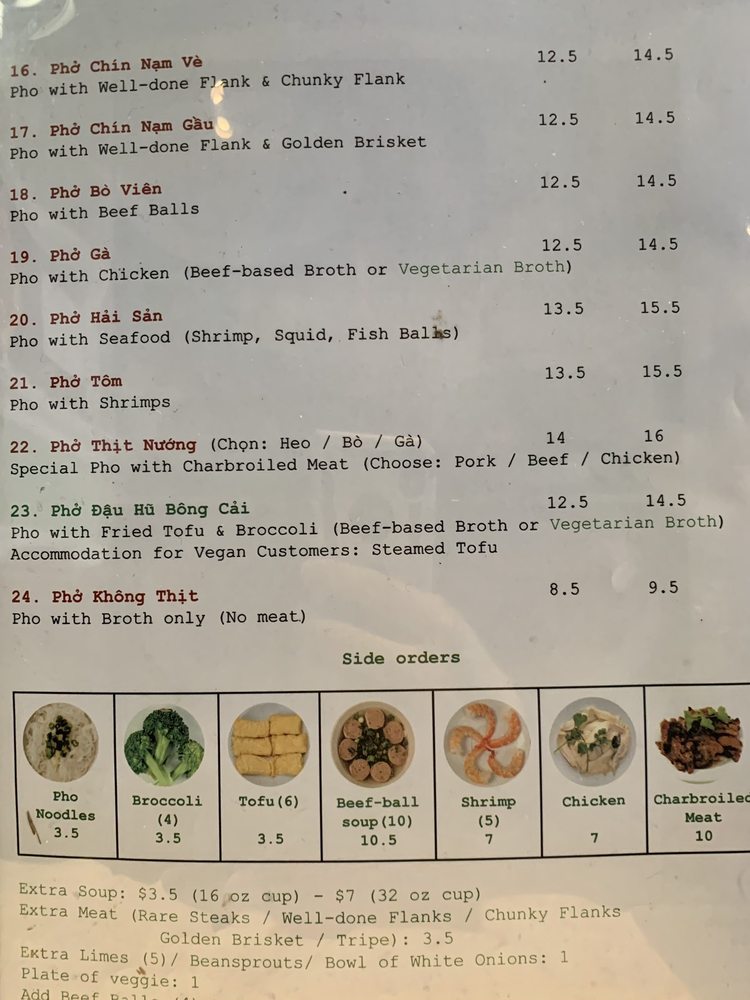 16. Phở Chín Nạm Vè 12.5 14.5
Pho with Well-done Flank & Chunky Flank
17. Phở Chín Nạm Gầu 12.5 14.5
Pho with Well-done Flank & Golden Brisket
18. Phở Bò Viên 12.5 14.5
Pho with Beef Balls
19. Phở Gà 12.5 14.5
Pho with Chicken (Beef-based Broth or Vegetarian Broth)
20. Phở Hải Sản 13.5 15.5
Pho with Seafood (Shrimp, Squid, Fish Balls)
21. Phở Tôm 13.5 15.5
Pho with Shrimps
22. Phở Thịt Nướng (Chọn: Heo / Bò / Gà) 14 16
Special Pho with Charbroiled Meat (Choose: Pork / Beef / Chicken)
23. Phở Đậu Hũ Bông Cải 12.5 14.5
Pho with Fried Tofu & Broccoli (Beef-based Broth or Vegetarian Broth)
Accommodation for Vegan Customers: Steamed Tofu
24. Phở Không Thịt 8.5 9.5
Pho with Broth only (No meat)
Side orders
Pho
Noodles
3.5
Broccoli
(4)
3.5
Tofu(6)
3.5
Beef-ball
soup(10)
10.5
Shrimp
(5)
7
Chicken
7
Charbroiled
Meat
10
Extra Soup: $3.5 (16 oz cup) - $7 (32 oz cup)
Extra Meat (Rare Steaks / Well-done Flanks / Chunky Flanks
Golden Brisket / Tripe): 3.5
Extra Limes (5)/ Beansprouts/ Bowl of White Onions: 1
Plate of veggie: 1
Add Beef Balls